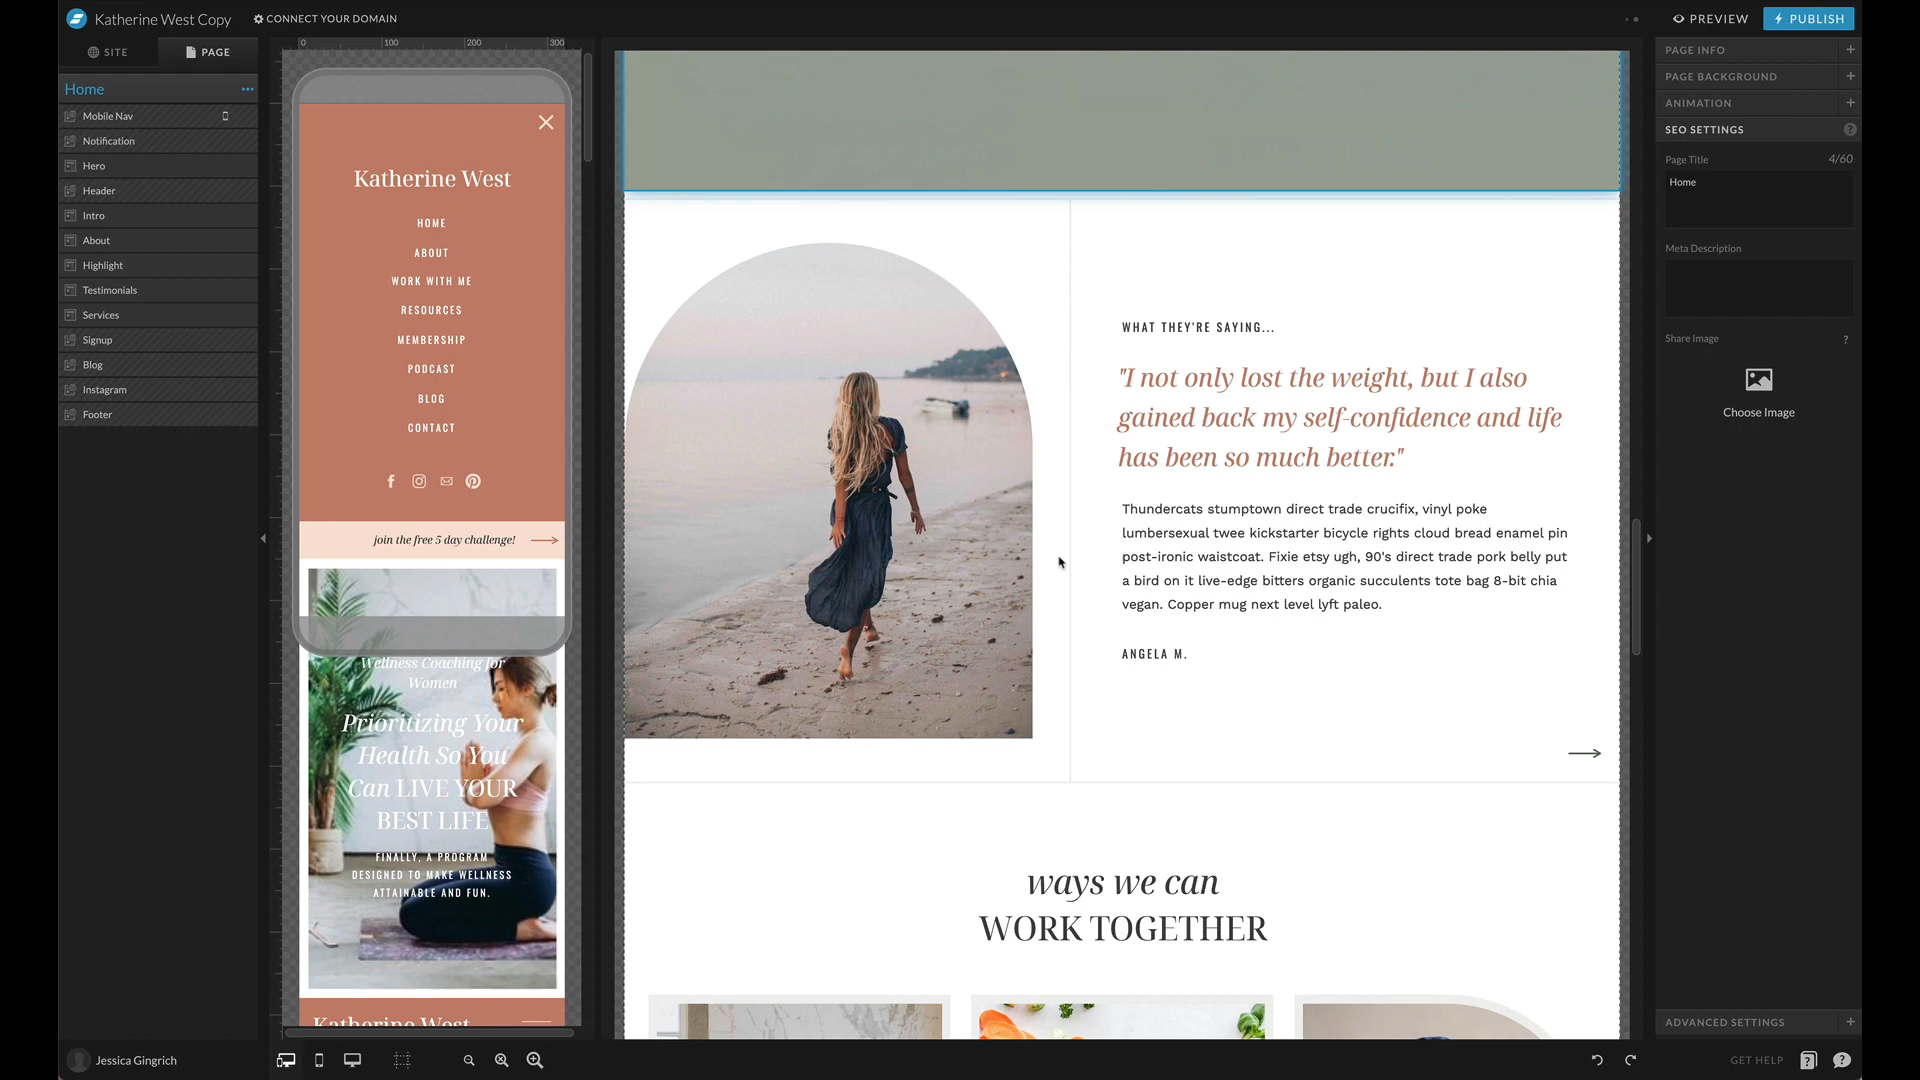 Katherine West Copy
CONNECT YOUR DOMAIN
PREVIEW
PUBLISH
SITE
PAGE
Home
Mobile Nav
Notification
Hero
Header
Intro
About
Highlight
Testimonials
Services
Signup
Blog
Instagram
Footer
0
100
200
300
Katherine West
HOME
ABOUT
WORK WITH ME
RESOURCES
MEMBERSHIP
PODCAST
BLOG
CONTACT
join the free 5 day challenge!
Wellness Coaching for
Women
Prioritizing Your
Health So You
Can LIVE YOUR
BEST LIFE
FINALLY, A PROGRAM
DESIGNED TO MAKE WELLNESS
ATTAINABLE AND FUN.
Katherine West
WHAT THEY'RE SAYING...
"I not only lost the weight, but I also
gained back my self-confidence and life
has been so much better."
Thundercats stumptown direct trade crucifix, vinyl poke
lumbersexual twee kickstarter bicycle rights cloud bread enamel pin
post-ironic waistcoat. Fixie etsy ugh, 90's direct trade pork belly put
a bird on it live-edge bitters organic succulents tote bag 8-bit chia
vegan. Copper mug next level lyft paleo.
ANGELA M.
ways we can
WORK TOGETHER
PAGE INFO
PAGE BACKGROUND
ANIMATION
SEO SETTINGS
Page Title
4/60
Home
Meta Description
Share Image
?
Choose Image
ADVANCED SETTINGS
Jessica Gingrich
GET HELP